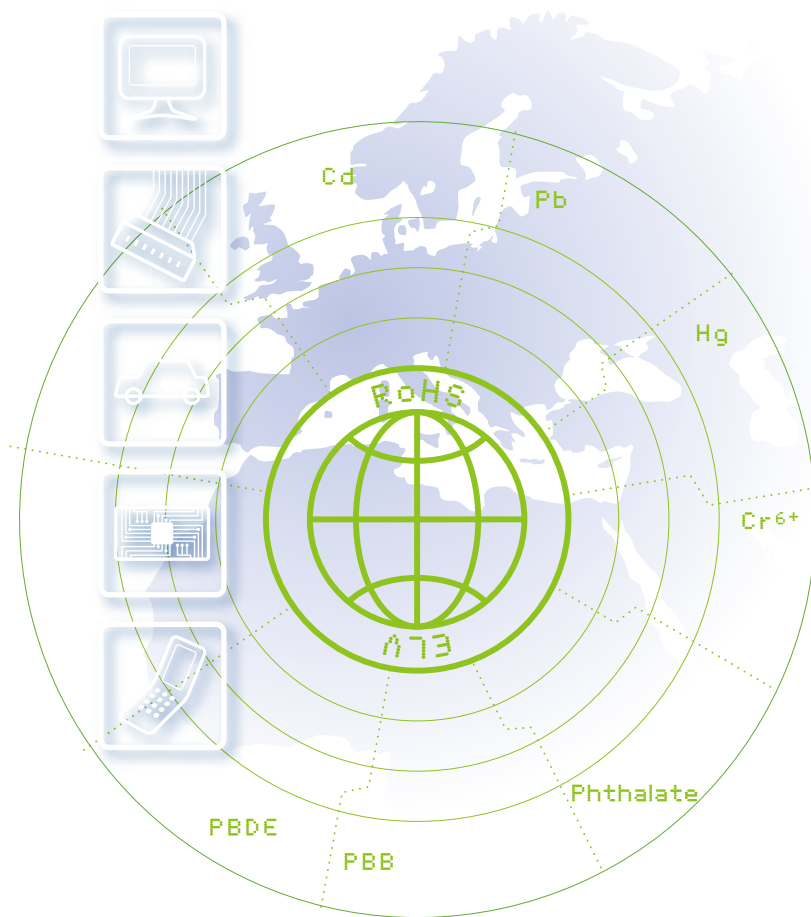 Cd
Pb
Hg
RoHS
Cr⁶⁺
ELV
Phthalate
PBDE
PBB